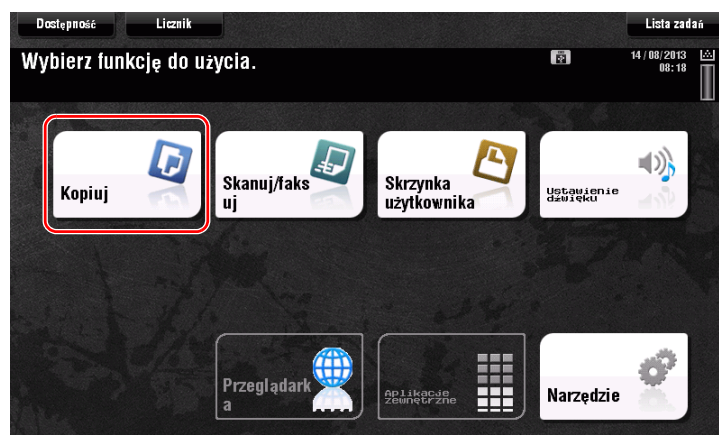 Dostępność Licznik Lista zadań
Wybierz funkcję do użycia.
14/08/2013
08:18
Kopiuj
Skanuj/faks
uj
Skrzynka
użytkownika
Ustawienie
dźwięku
Przeglądark
a
Aplikacje
zewnętrzne
Narzędzie